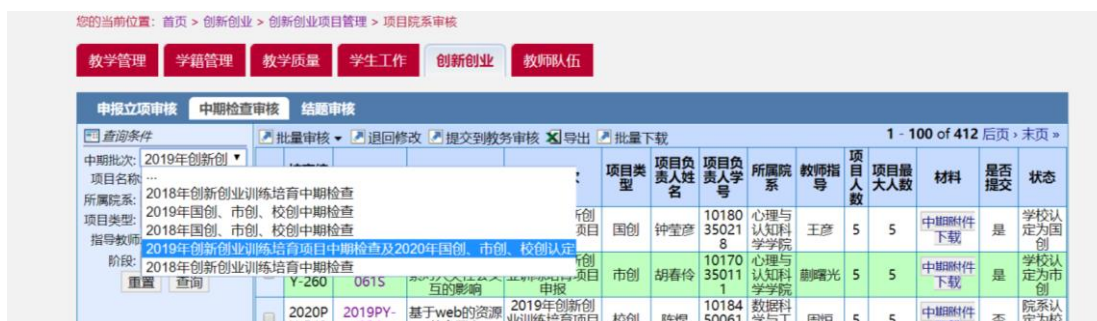 您的当前位置： 首页 > 创新创业 > 创新创业项目管理 > 项目院系审核
教学管理 学籍管理 教学质量 学生工作 创新创业 教师队伍
申报立项审核 中期检查审核 结题审核
查询条件
批量审核 退回修改 提交到教务审核 导出 批量下载 1 - 100 of 412 后页 › 末页 »
中期批次: 2019年创新创
项目名称
所属院系:
项目类型:
指导教师
阶段:
重置 查询
...
2018年创新创业训练培育中期检查
2019年国创、市创、校创中期检查
2018年国创、市创、校创中期检查
2019年创新创业训练培育项目中期检查及2020年国创、市创、校创认定
2018年创新创业训练培育中期检查
项目类型 项目负责人姓名 项目负责人学号 所属院系 教师指导 项目人数 项目最大人数 材料 是否提交 状态
国创 钟莹彦 10180350218 心理与认知科学学院 王彦 5 5 中期附件下载 是 学校认定为国创
Y-260 061S 互的影响 申报 市创 胡春伶 10170350111 心理与认知科学学院 蒯曙光 5 5 中期附件下载 是 学校认定为市创
2020P 2019PY- 基于web的资源 2019年创新创 校创 10184 数据科 5 5 中期附件 否 院系认